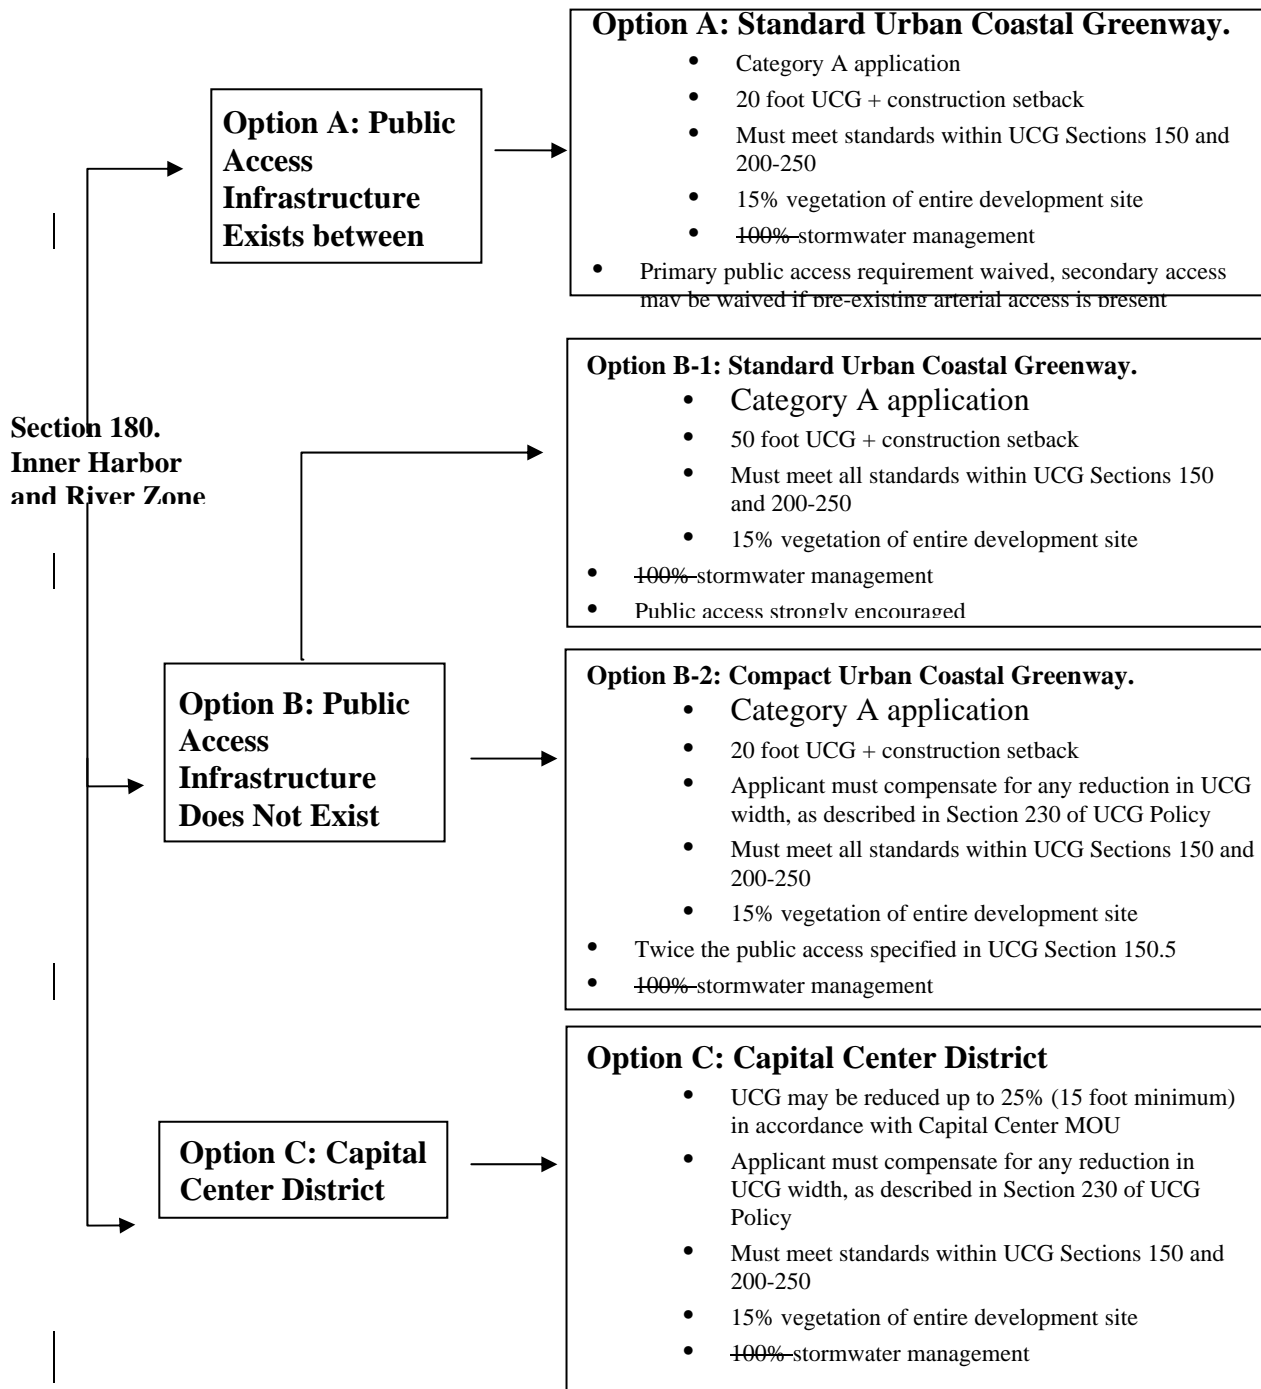 Section 180.
Inner Harbor
and River Zone
Option A: Public
Access
Infrastructure
Exists between
Option A: Standard Urban Coastal Greenway.
• Category A application
• 20 foot UCG + construction setback
• Must meet standards within UCG Sections 150 and
200-250
• 15% vegetation of entire development site
• 100% stormwater management
• Primary public access requirement waived, secondary access
may be waived if pre-existing arterial access is present
Option B: Public
Access
Infrastructure
Does Not Exist
Option B-1: Standard Urban Coastal Greenway.
• Category A application
• 50 foot UCG + construction setback
• Must meet all standards within UCG Sections 150
and 200-250
• 15% vegetation of entire development site
• 100% stormwater management
• Public access strongly encouraged
Option B-2: Compact Urban Coastal Greenway.
• Category A application
• 20 foot UCG + construction setback
• Applicant must compensate for any reduction in UCG
width, as described in Section 230 of UCG Policy
• Must meet all standards within UCG Sections 150 and
200-250
• 15% vegetation of entire development site
• Twice the public access specified in UCG Section 150.5
• 100% stormwater management
Option C: Capital
Center District
Option C: Capital Center District
• UCG may be reduced up to 25% (15 foot minimum)
in accordance with Capital Center MOU
• Applicant must compensate for any reduction in
UCG width, as described in Section 230 of UCG
Policy
• Must meet standards within UCG Sections 150 and
200-250
• 15% vegetation of entire development site
• 100% stormwater management